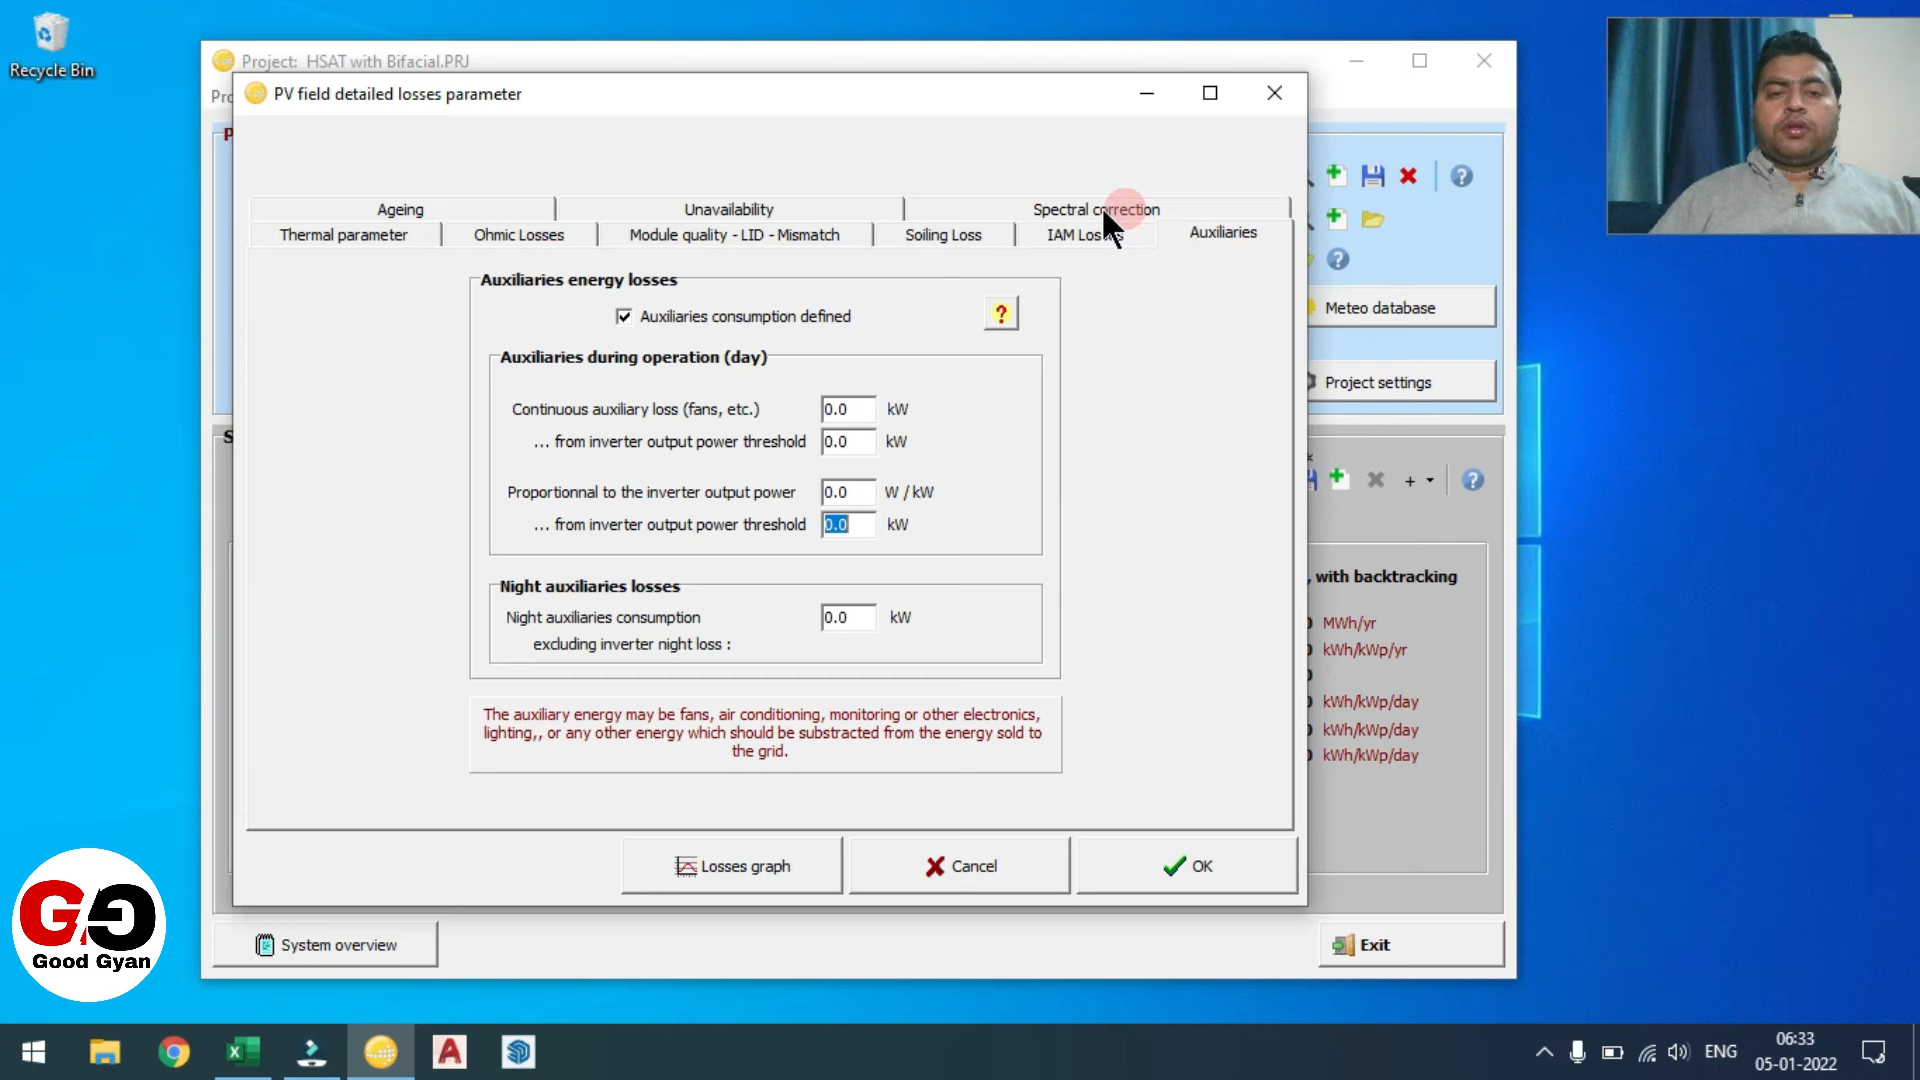 Recycle Bin
Project: HSAT with Bifacial.PRJ
PV field detailed losses parameter
Ageing
Unavailability
Spectral correction
Thermal parameter
Ohmic Losses
Module quality - LID - Mismatch
Soiling Loss
Auxiliaries
Auxiliaries energy losses
Auxiliaries consumption defined
?
Auxiliaries during operation (day)
Continuous auxiliary loss (fans, etc.) 0.0 kW
... from inverter output power threshold 0.0 kW
Proportionnal to the inverter output power 0.0 W / kW
... from inverter output power threshold 0.0 kW
Night auxiliaries losses
Night auxiliaries consumption 0.0 kW
excluding inverter night loss :
The auxiliary energy may be fans, air conditioning, monitoring or other electronics,
lighting,, or any other energy which should be substracted from the energy sold to
the grid.
Losses graph
Cancel
OK
Meteo database
Project settings
, with backtracking
MWh/yr
kWh/kWp/yr
kWh/kWp/day
kWh/kWp/day
kWh/kWp/day
System overview
Exit
GG
Good Gyan
ENG
06:33
05-01-2022